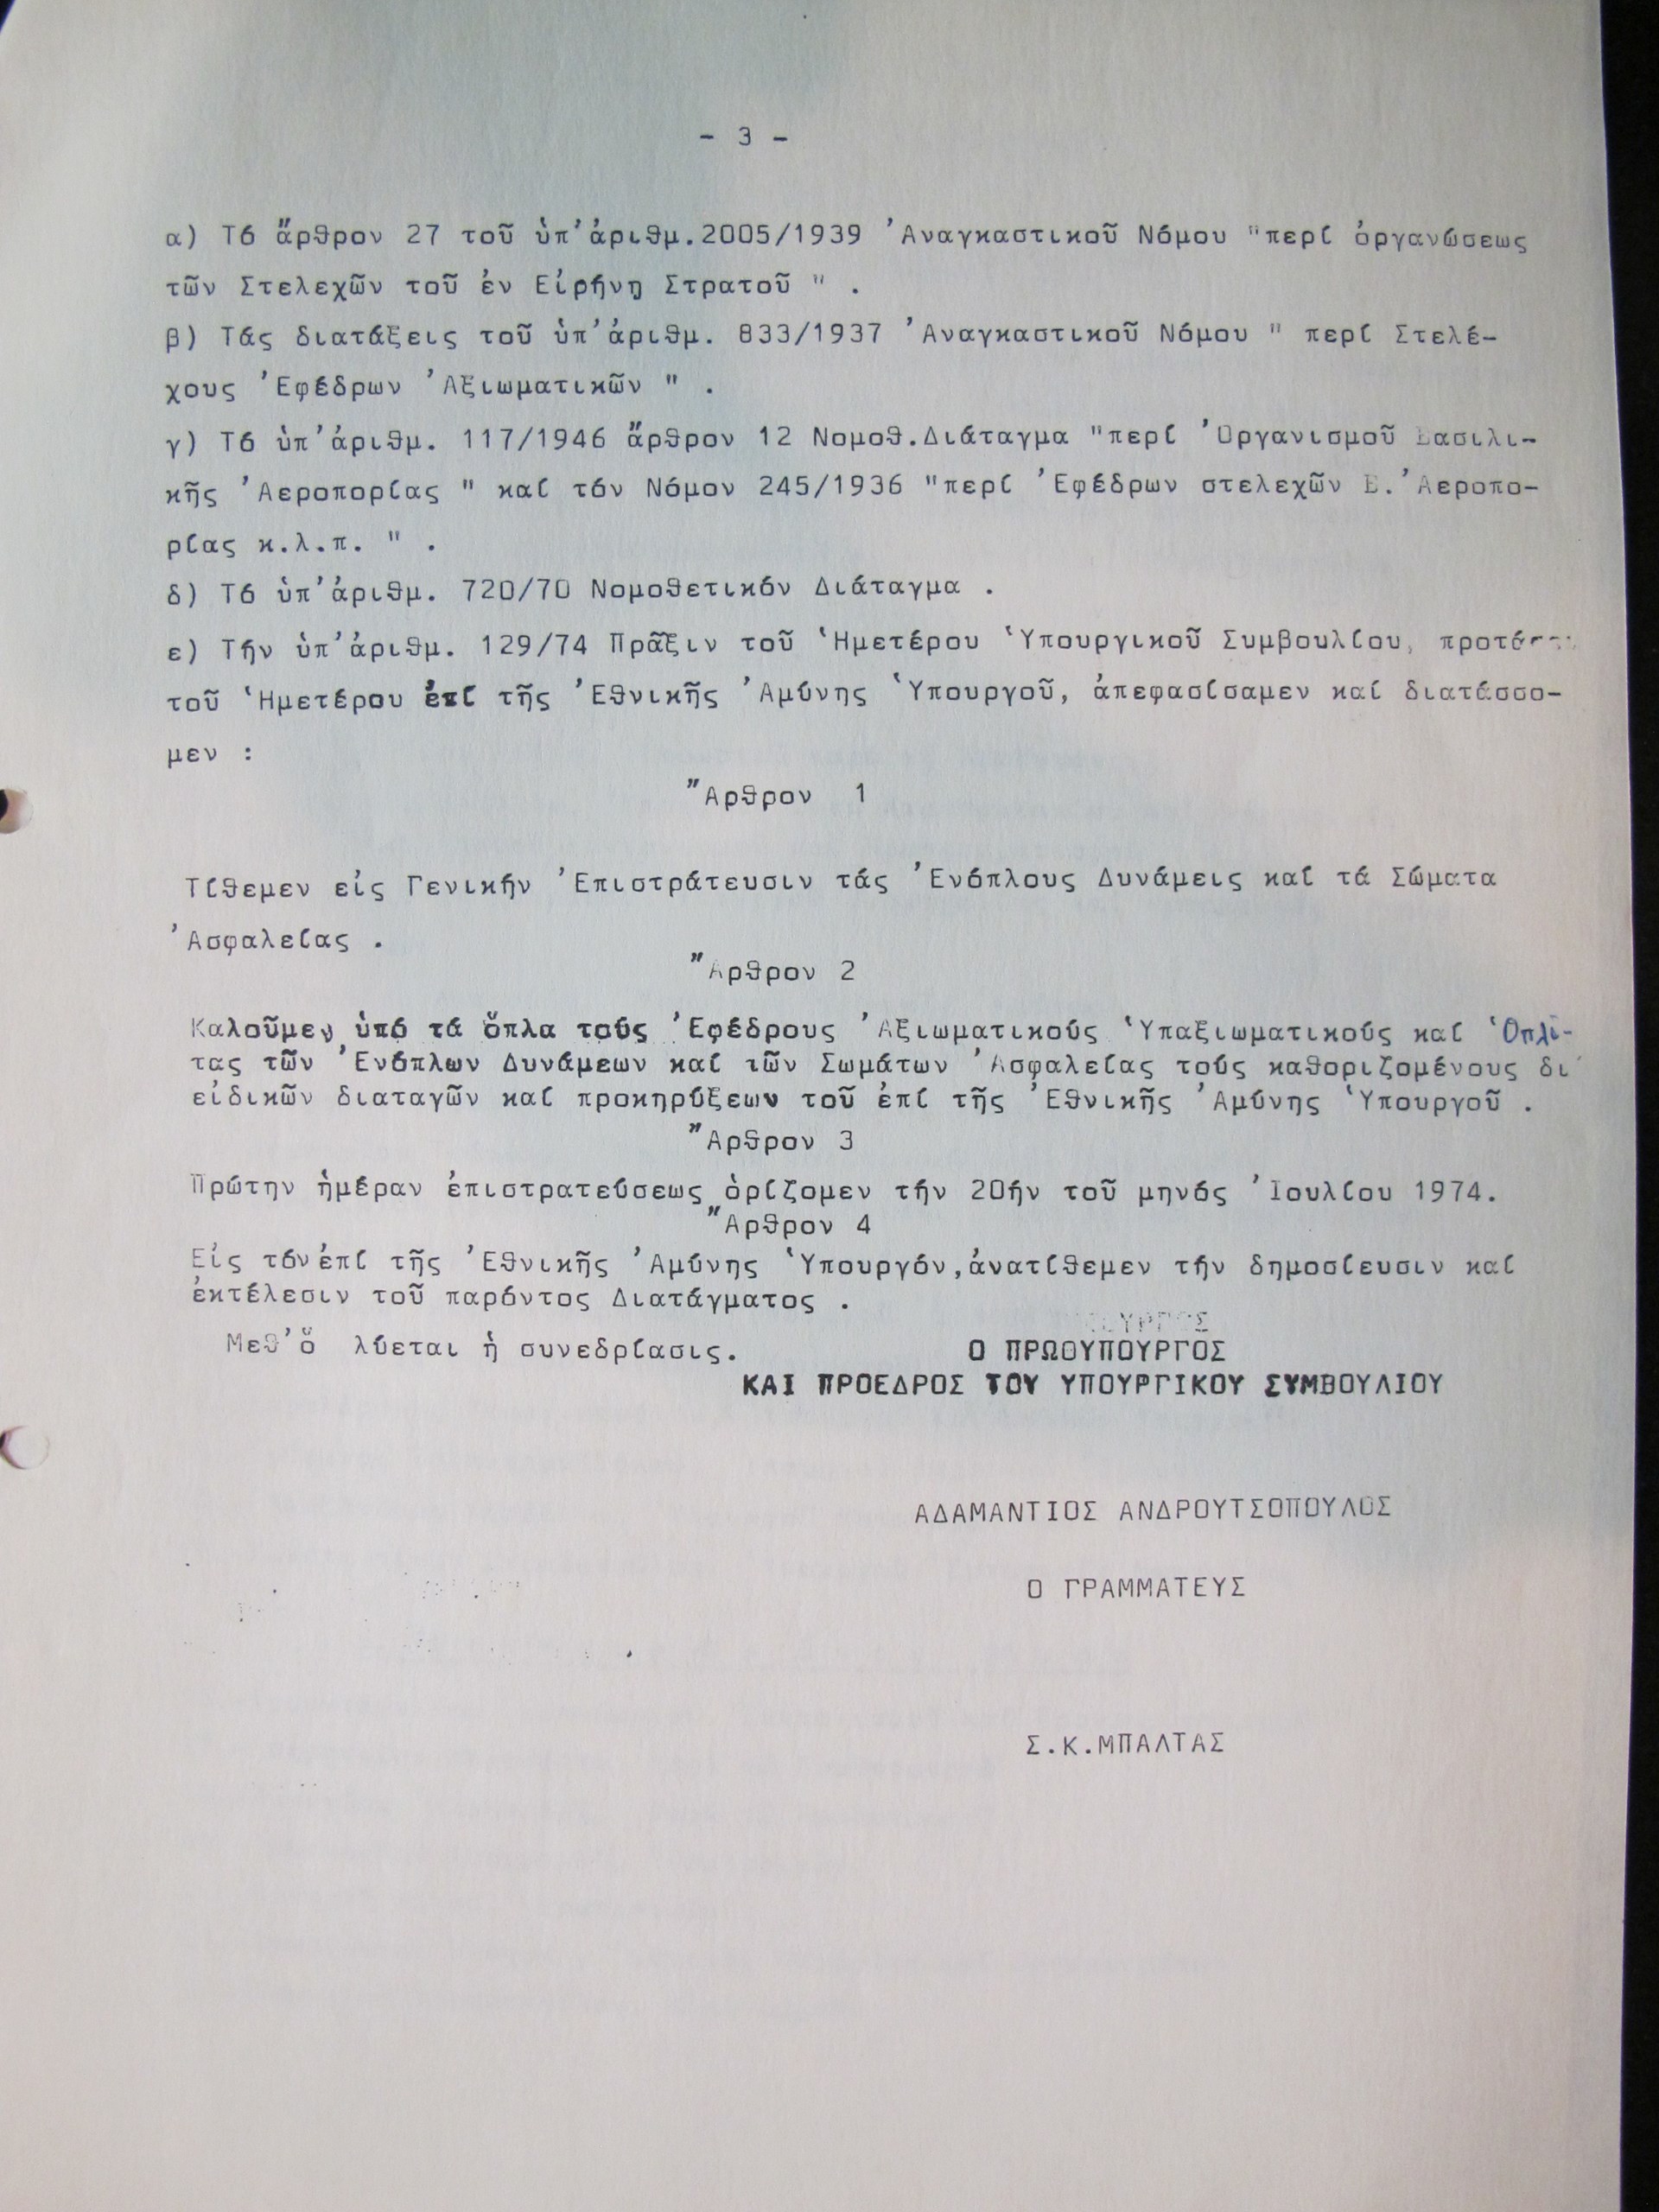 - 3 -
α) Τό ἄρθρον 27 τοῦ ὑπ'ἀριθμ.2005/1939 'Αναγκαστικοῦ Νόμου "περί ὀργανώσεως
τῶν Στελεχῶν τοῦ ἐν Εἰρήνῃ Στρατοῦ " .
β) Τάς διατάξεις τοῦ ὑπ'ἀριθμ. 833/1937 'Αναγκαστικοῦ Νόμου " περί Στελέ-
χους 'Εφέδρων 'Αξιωματικῶν " .
γ) Τό ὑπ'ἀριθμ. 117/1946 ἄρθρον 12 Νομοθ.Διάταγμα "περί 'Οργανισμοῦ Βασιλι-
κῆς 'Αεροπορίας " καί τόν Νόμον 245/1936 "περί 'Εφέδρων στελεχῶν Β.'Αεροπο-
ρίας κ.λ.π. " .
δ) Τό ὑπ'ἀριθμ. 720/70 Νομοθετικόν Διάταγμα .
ε) Τήν ὑπ'ἀριθμ. 129/74 Πρᾶξιν τοῦ 'Ημετέρου 'Υπουργικοῦ Συμβουλίου,
τοῦ 'Ημετέρου ἐπί τῆς 'Εθνικῆς 'Αμύνης 'Υπουργοῦ, ἀπεφασίσαμεν καί διατάσσο-
μεν :
"Αρθρον 1
Τίθεμεν εἰς Γενικήν 'Επιστράτευσιν τάς 'Ενόπλους Δυνάμεις καί τά Σώματα
'Ασφαλείας .
"Αρθρον 2
Καλοῦμεν ὑπό τά ὅπλα τούς 'Εφέδρους 'Αξιωματικούς 'Υπαξιωματικούς καί 'Οπλί-
τας τῶν 'Ενόπλων Δυνάμεων καί τῶν Σωμάτων 'Ασφαλείας τούς καθοριζομένους δι'
εἰδικῶν διαταγῶν καί προκηρύξεων τοῦ ἐπί τῆς 'Εθνικῆς 'Αμύνης 'Υπουργοῦ .
"Αρθρον 3
Πρώτην ἡμέραν ἐπιστρατεύσεως ὁρίζομεν τήν 20ήν τοῦ μηνός 'Ιουλίου 1974.
"Αρθρον 4
Εἰς τόν ἐπί τῆς 'Εθνικῆς 'Αμύνης 'Υπουργόν,ἀνατίθεμεν τήν δημοσίευσιν καί
ἐκτέλεσιν τοῦ παρόντος Διατάγματος .
Μεθ'ὅ λύεται ἡ συνεδρίασις.
Ο ΠΡΩΘΥΠΟΥΡΓΟΣ
ΚΑΙ ΠΡΟΕΔΡΟΣ ΤΟΥ ΥΠΟΥΡΓΙΚΟΥ ΣΥΜΒΟΥΛΙΟΥ
ΑΔΑΜΑΝΤΙΟΣ ΑΝΔΡΟΥΤΣΟΠΟΥΛΟΣ
Ο ΓΡΑΜΜΑΤΕΥΣ
Σ.Κ.ΜΠΑΛΤΑΣ